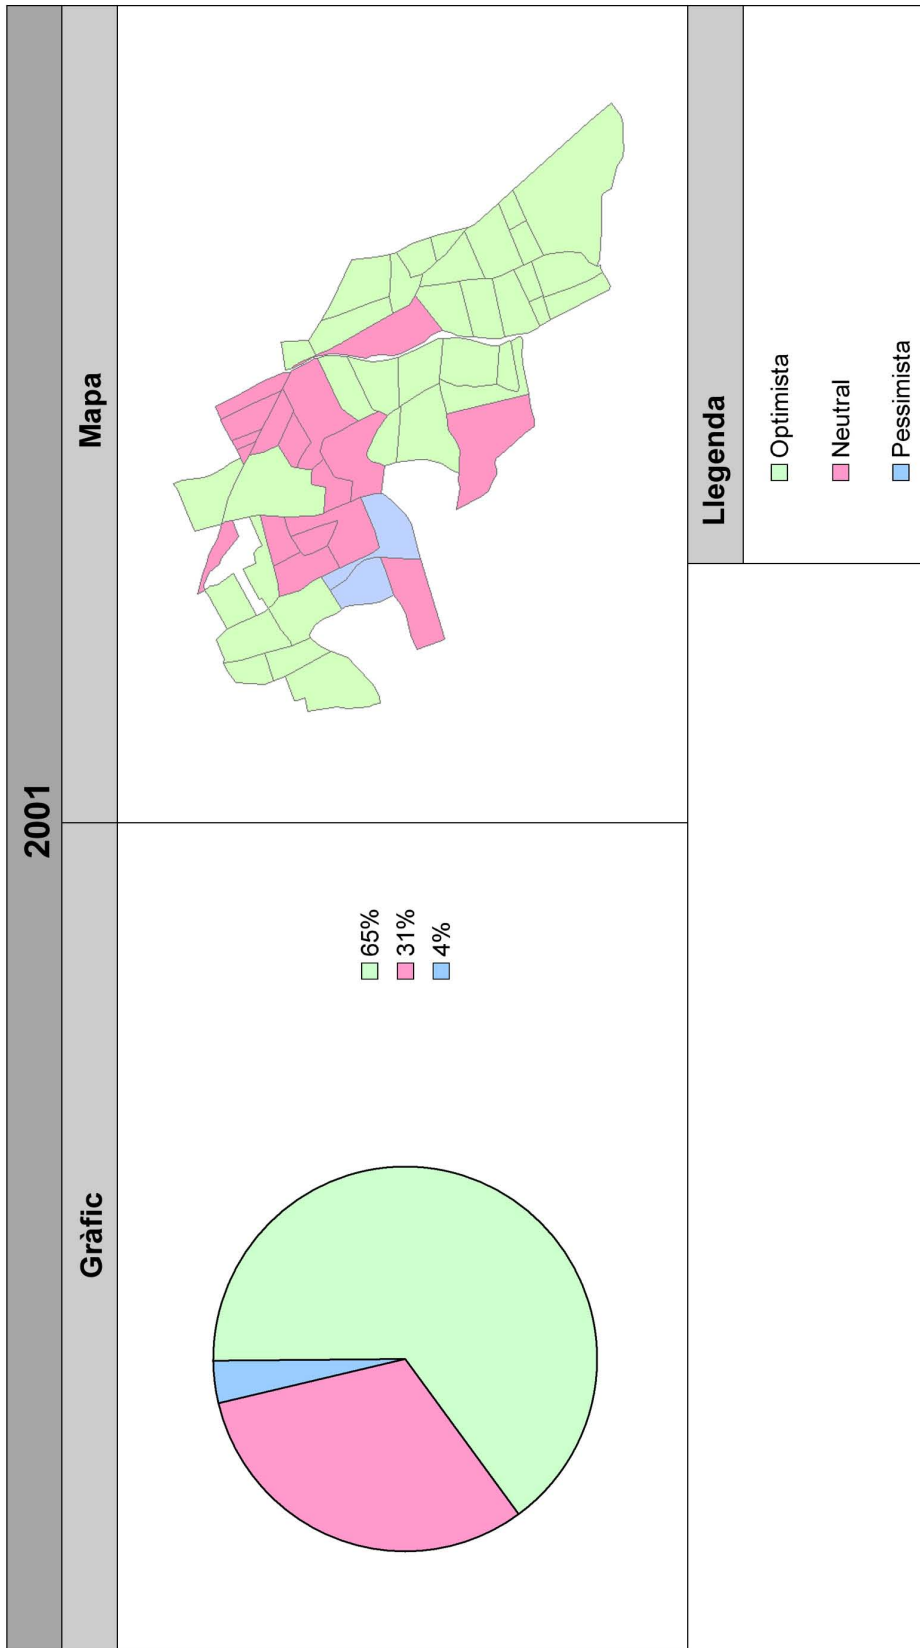 2001
Gràfic
Mapa
65%
31%
4%
Llegenda
Optimista
Neutral
Pessimista